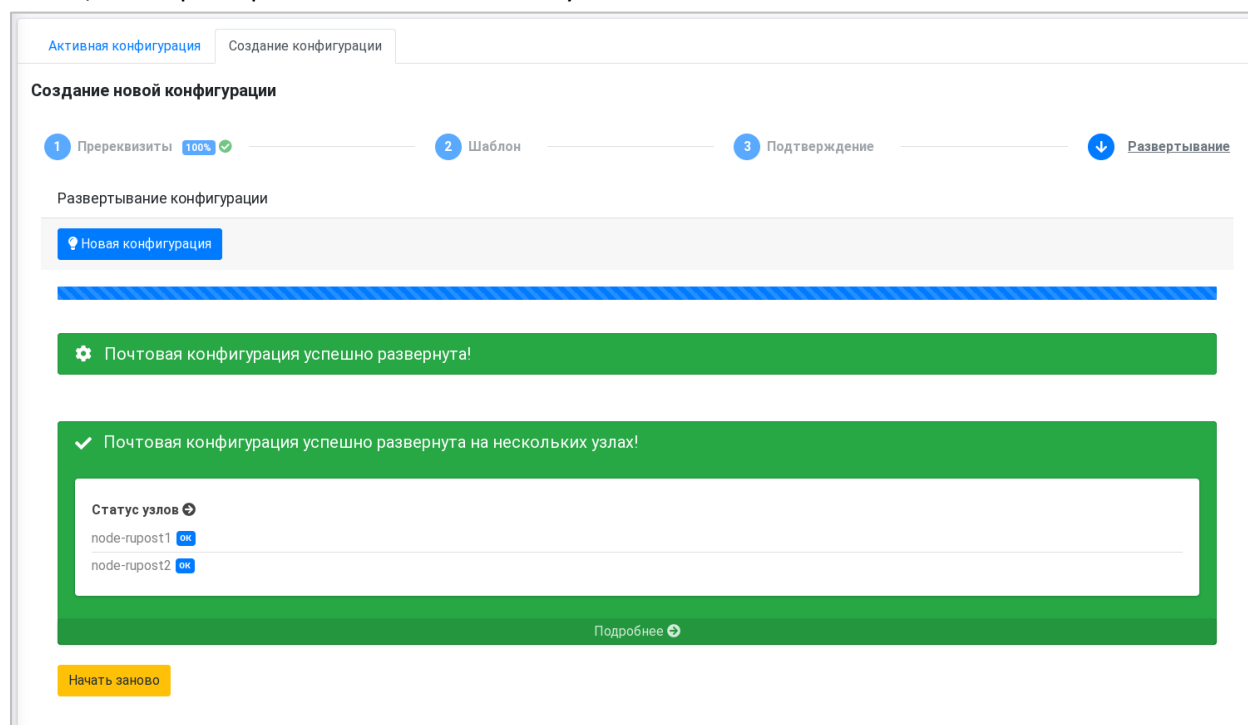 Активная конфигурация Создание конфигурации
Создание новой конфигурации
1 Пререквизиты 100% 2 Шаблон 3 Подтверждение Развертывание
Развертывание конфигурации
Новая конфигурация
Почтовая конфигурация успешно развернута!
Почтовая конфигурация успешно развернута на нескольких узлах!
Статус узлов
node-rupost1 ок
node-rupost2 ок
Подробнее
Начать заново